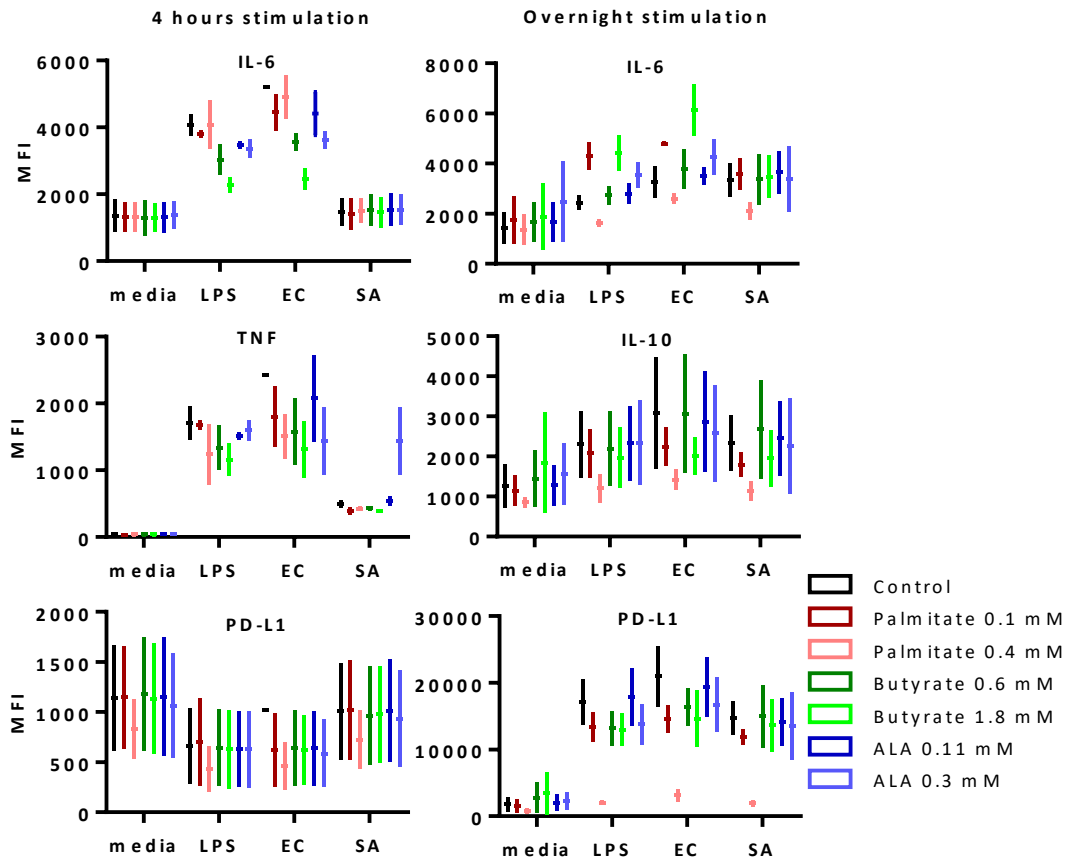 4 hours stimulation
Overnight stimulation
IL-6
6000
4000
2000
0
MFI
media LPS EC SA
IL-6
8000
6000
4000
2000
0
media LPS EC SA
TNF
3000
2000
1000
0
MFI
media LPS EC SA
IL-10
5000
4000
3000
2000
1000
0
media LPS EC SA
PD-L1
2000
1500
1000
500
0
MFI
media LPS EC SA
PD-L1
30000
20000
10000
0
media LPS EC SA
Control
Palmitate 0.1 mM
Palmitate 0.4 mM
Butyrate 0.6 mM
Butyrate 1.8 mM
ALA 0.11 mM
ALA 0.3 mM